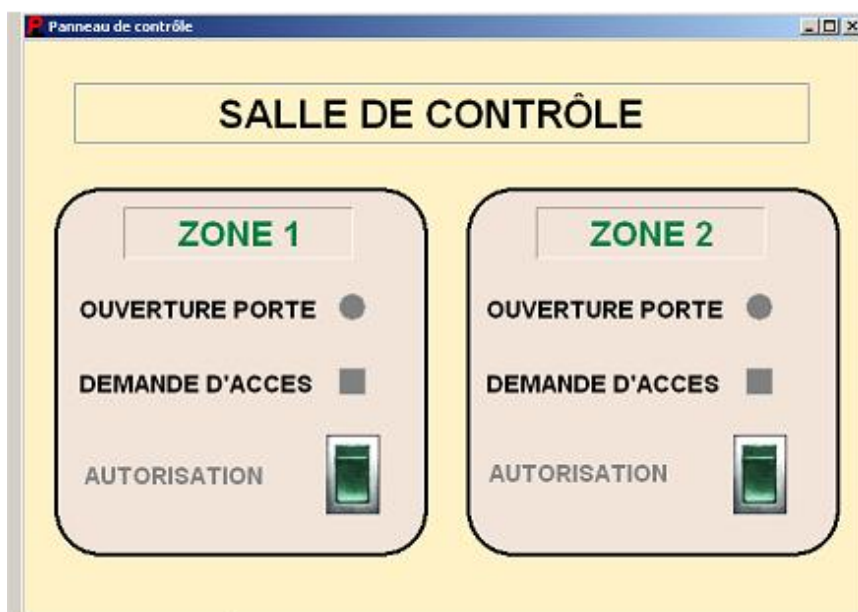 Panneau de contrôle
SALLE DE CONTRÔLE
ZONE 1
OUVERTURE PORTE
DEMANDE D'ACCES
AUTORISATION
ZONE 2
OUVERTURE PORTE
DEMANDE D'ACCES
AUTORISATION